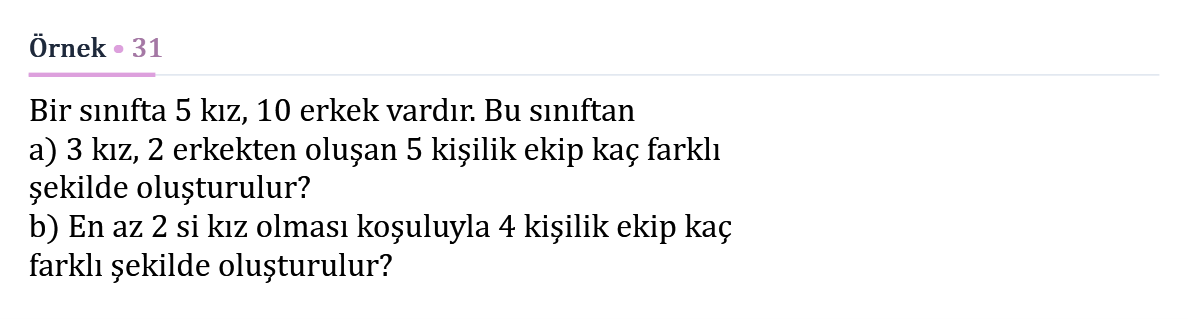 Örnek • 31
Bir sınıfta 5 kız, 10 erkek vardır. Bu sınıftan
a) 3 kız, 2 erkekten oluşan 5 kişilik ekip kaç farklı
şekilde oluşturulur?
b) En az 2 si kız olması koşuluyla 4 kişilik ekip kaç
farklı şekilde oluşturulur?